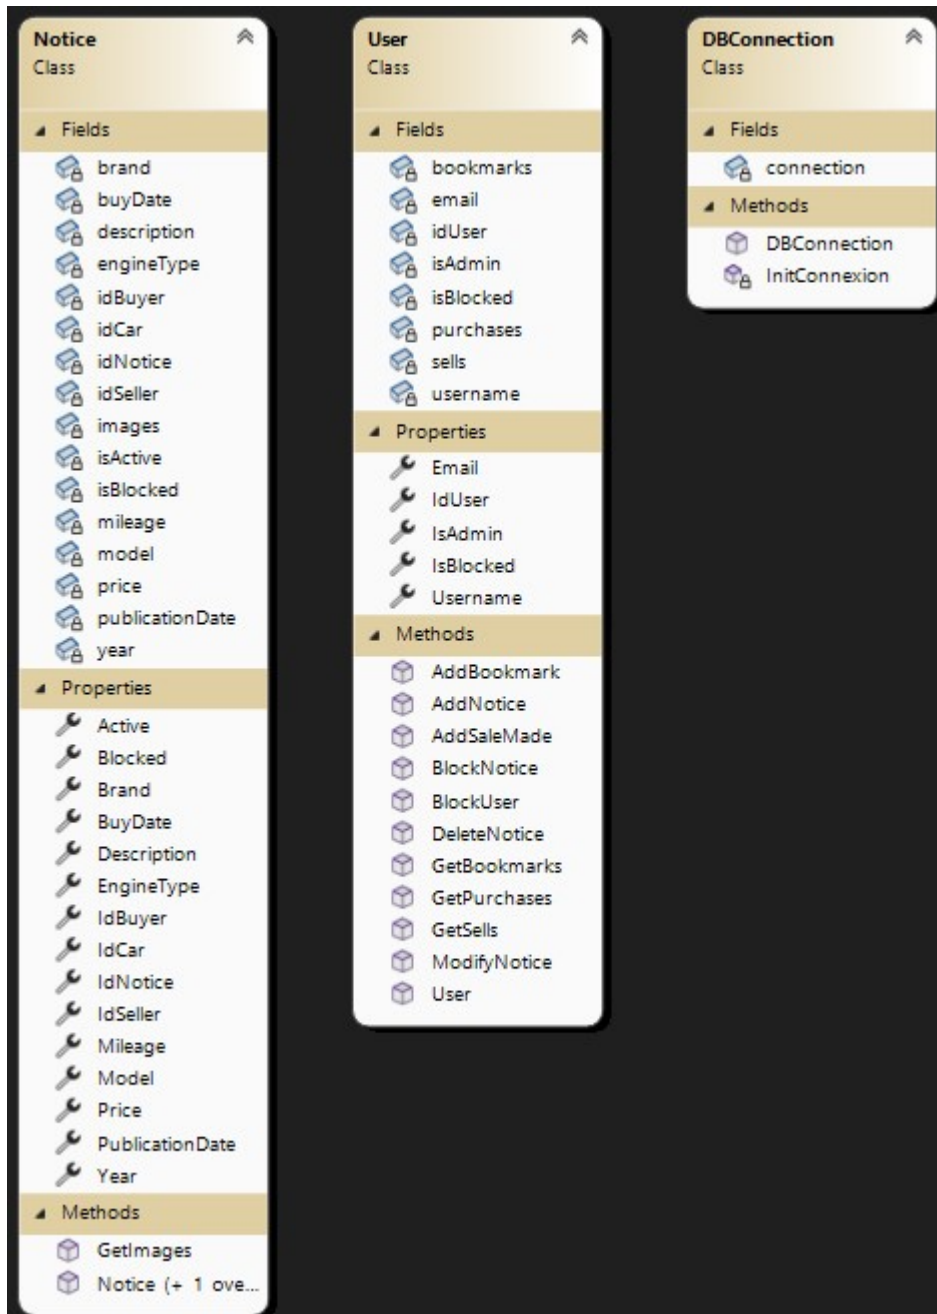 Notice
Class
Fields
brand
buyDate
description
engineType
idBuyer
idCar
idNotice
idSeller
images
isActive
isBlocked
mileage
model
price
publicationDate
year
Properties
Active
Blocked
Brand
BuyDate
Description
EngineType
IdBuyer
IdCar
IdNotice
IdSeller
Mileage
Model
Price
PublicationDate
Year
Methods
GetImages
Notice (+ 1 ove...
User
Class
Fields
bookmarks
email
idUser
isAdmin
isBlocked
purchases
sells
username
Properties
Email
IdUser
IsAdmin
IsBlocked
Username
Methods
AddBookmark
AddNotice
AddSaleMade
BlockNotice
BlockUser
DeleteNotice
GetBookmarks
GetPurchases
GetSells
ModifyNotice
User
DBConnection
Class
Fields
connection
Methods
DBConnection
InitConnexion